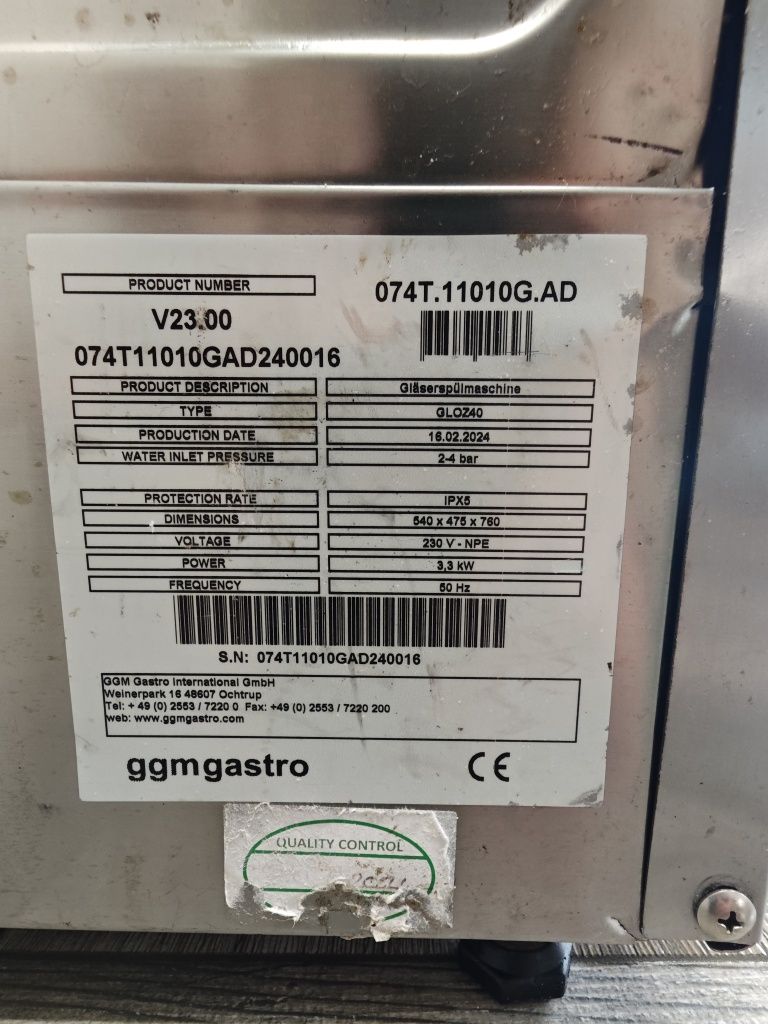 PRODUCT NUMBER
074T.11010G.AD
V23.00
074T11010GAD240016
PRODUCT DESCRIPTION Gläserspülmaschine
TYPE GLOZ40
PRODUCTION DATE 16.02.2024
WATER INLET PRESSURE 2-4 bar
PROTECTION RATE IPX5
DIMENSIONS 540 x 475 x 760
VOLTAGE 230 V - NPE
POWER 3,3 kW
FREQUENCY 50 Hz
S.N: 074T11010GAD240016
GGM Gastro International GmbH
Weinerpark 16 48607 Ochtrup
Tel: + 49 (0) 2553 / 7220 0 Fax: +49 (0) 2553 / 7220 200
web: www.ggmgastro.com
ggmgastro CE
QUALITY CONTROL